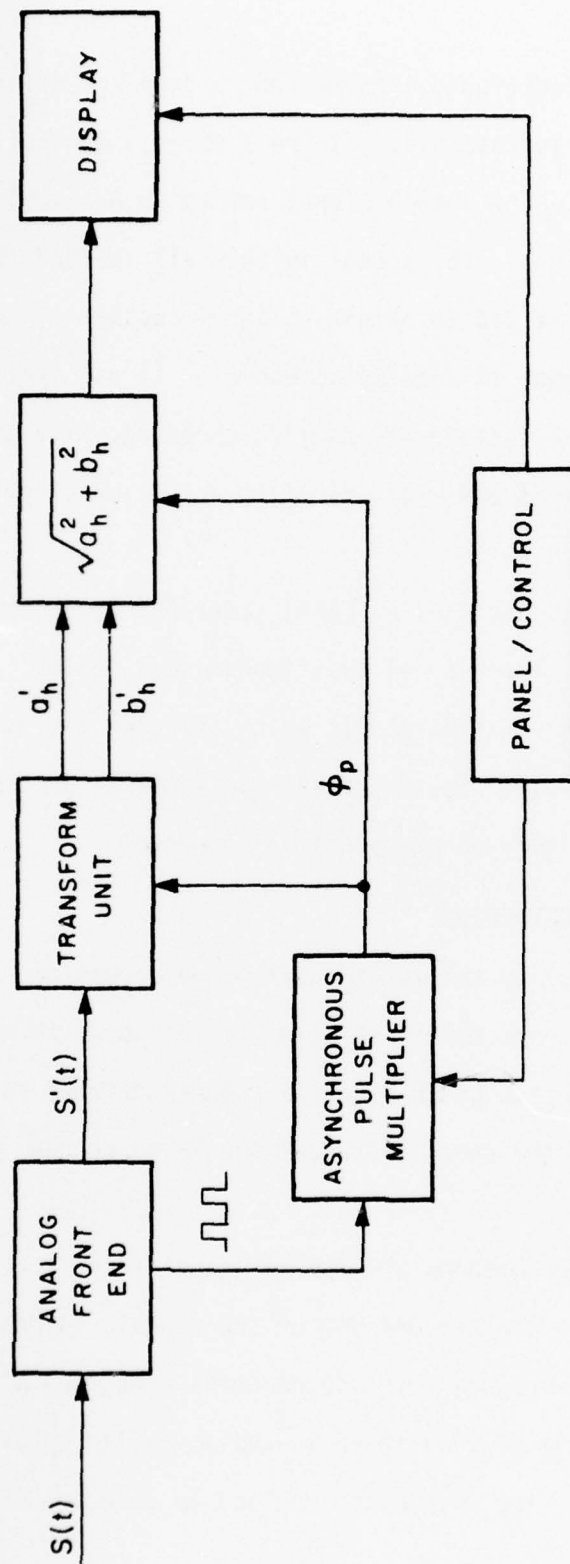 S(t)
ANALOG
FRONT
END
S'(t)
TRANSFORM
UNIT
a'ₕ
b'ₕ
√(a²ₕ + b²ₕ)
DISPLAY
ASYNCHRONOUS
PULSE
MULTIPLIER
ϕₚ
PANEL / CONTROL